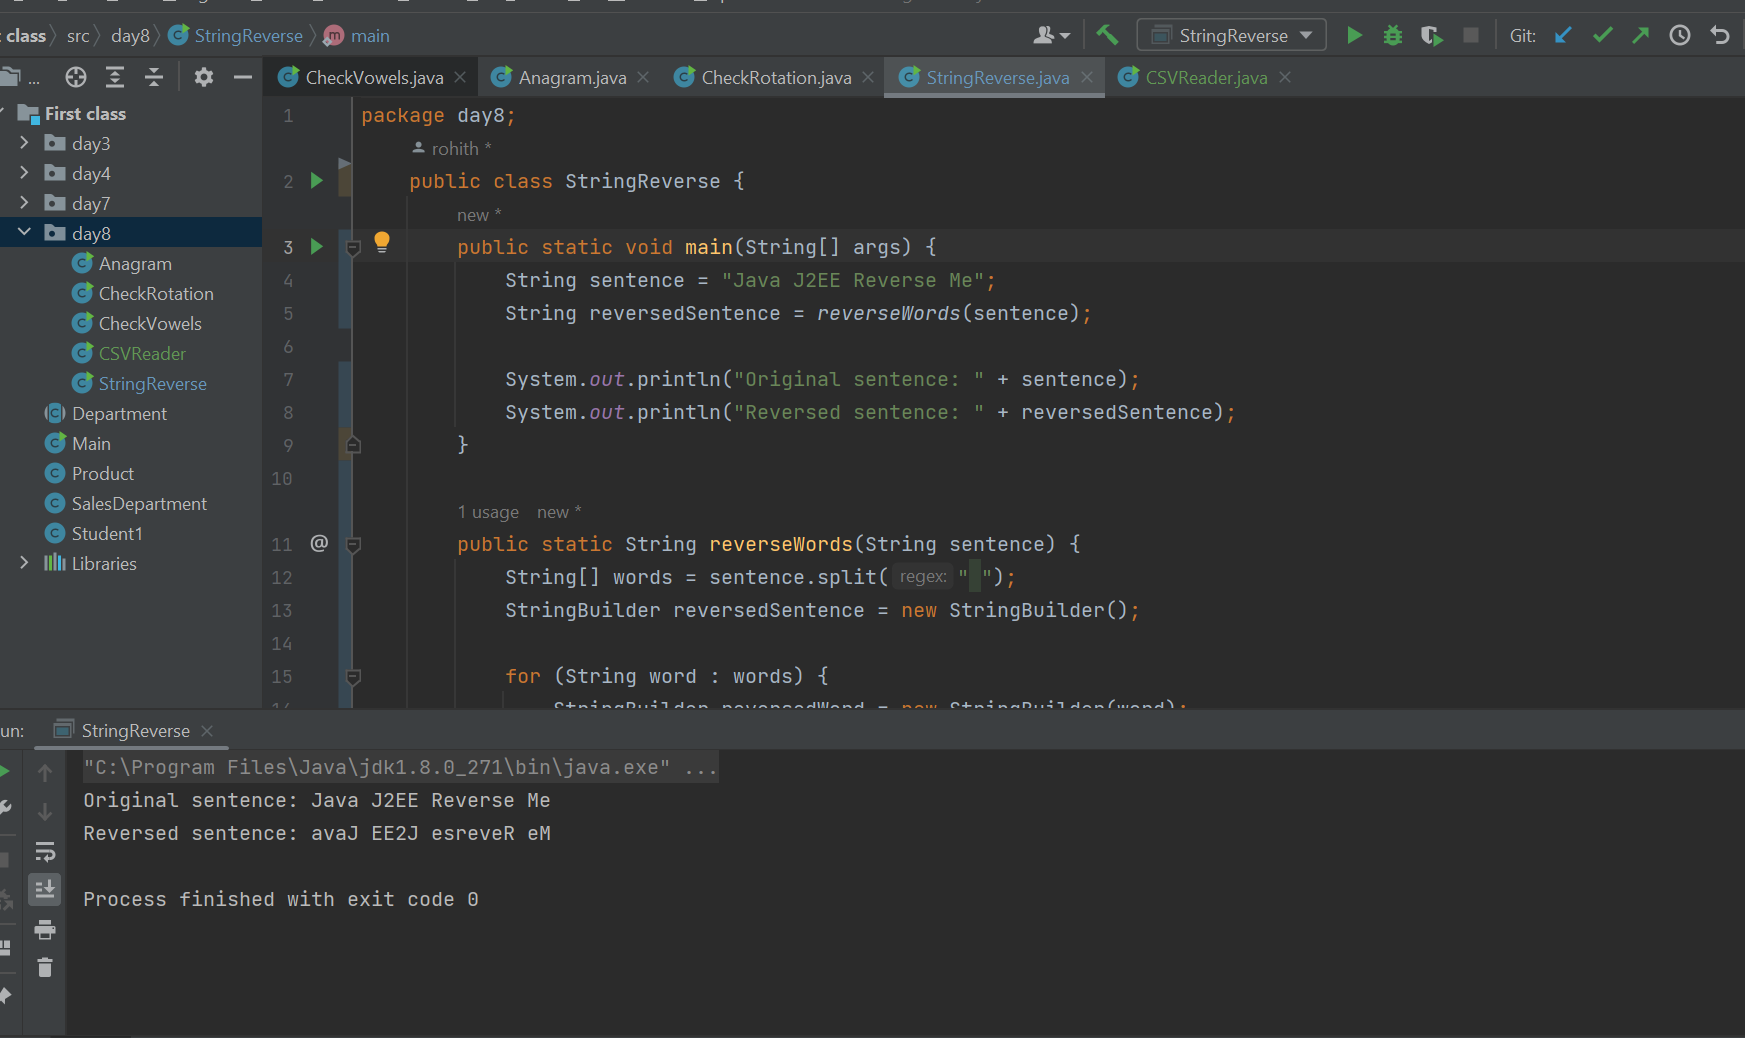 class src day8 StringReverse main StringReverse Git:
... CheckVowels.java Anagram.java CheckRotation.java StringReverse.java CSVReader.java
First class
day3
day4
day7
day8
Anagram
CheckRotation
CheckVowels
CSVReader
StringReverse
Department
Main
Product
SalesDepartment
Student1
Libraries
1 package day8;
rohith *
2 public class StringReverse {
new *
3 public static void main(String[] args) {
4 String sentence = "Java J2EE Reverse Me";
5 String reversedSentence = reverseWords(sentence);
6
7 System.out.println("Original sentence: " + sentence);
8 System.out.println("Reversed sentence: " + reversedSentence);
9 }
10
1 usage new *
11 @ public static String reverseWords(String sentence) {
12 String[] words = sentence.split( regex: " ");
13 StringBuilder reversedSentence = new StringBuilder();
14
15 for (String word : words) {
StringBuilder reversedWord = new StringBuilder(word);
un: StringReverse
"C:\Program Files\Java\jdk1.8.0_271\bin\java.exe" ...
Original sentence: Java J2EE Reverse Me
Reversed sentence: avaJ EE2J esreveR eM
Process finished with exit code 0